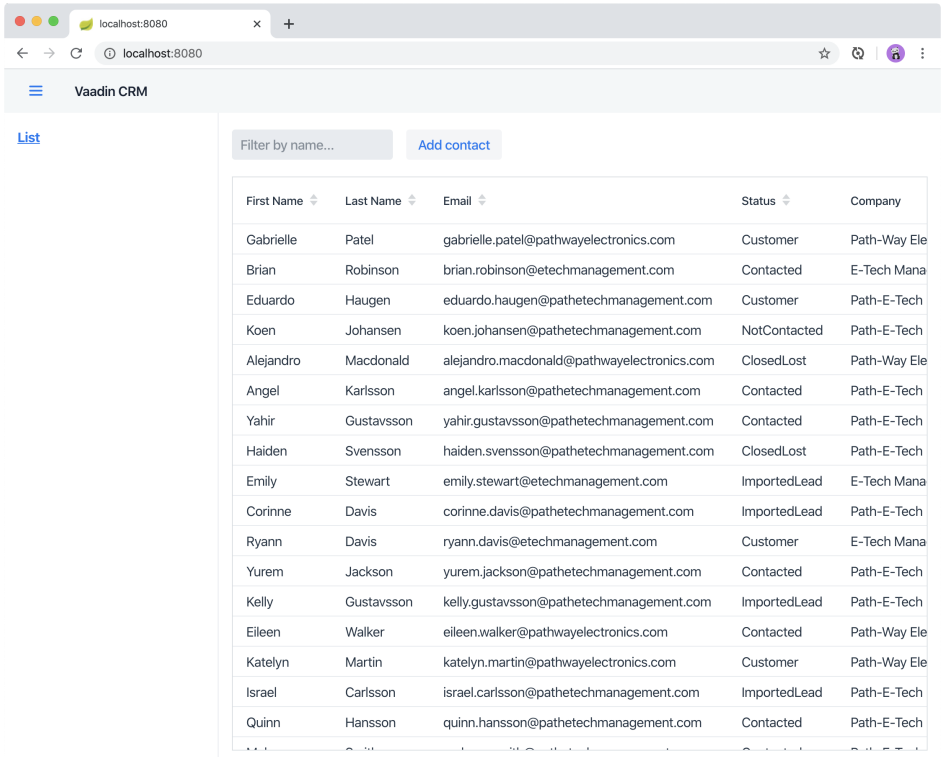 localhost:8080
localhost:8080
Vaadin CRM
List
Filter by name...
Add contact
First Name Last Name Email Status Company
Gabrielle Patel gabrielle.patel@pathwayelectronics.com Customer Path-Way Ele
Brian Robinson brian.robinson@etechmanagement.com Contacted E-Tech Mana
Eduardo Haugen eduardo.haugen@pathetechmanagement.com Customer Path-E-Tech
Koen Johansen koen.johansen@pathetechmanagement.com NotContacted Path-E-Tech
Alejandro Macdonald alejandro.macdonald@pathwayelectronics.com ClosedLost Path-Way Ele
Angel Karlsson angel.karlsson@pathetechmanagement.com Contacted Path-E-Tech
Yahir Gustavsson yahir.gustavsson@pathetechmanagement.com Contacted Path-E-Tech
Haiden Svensson haiden.svensson@pathetechmanagement.com ClosedLost Path-E-Tech
Emily Stewart emily.stewart@etechmanagement.com ImportedLead E-Tech Mana
Corinne Davis corinne.davis@pathetechmanagement.com ImportedLead Path-E-Tech
Ryann Davis ryann.davis@etechmanagement.com Customer E-Tech Mana
Yurem Jackson yurem.jackson@pathetechmanagement.com Contacted Path-E-Tech
Kelly Gustavsson kelly.gustavsson@pathetechmanagement.com ImportedLead Path-E-Tech
Eileen Walker eileen.walker@pathwayelectronics.com Contacted Path-Way Ele
Katelyn Martin katelyn.martin@pathwayelectronics.com Customer Path-Way Ele
Israel Carlsson israel.carlsson@pathetechmanagement.com ImportedLead Path-E-Tech
Quinn Hansson quinn.hansson@pathetechmanagement.com Contacted Path-E-Tech